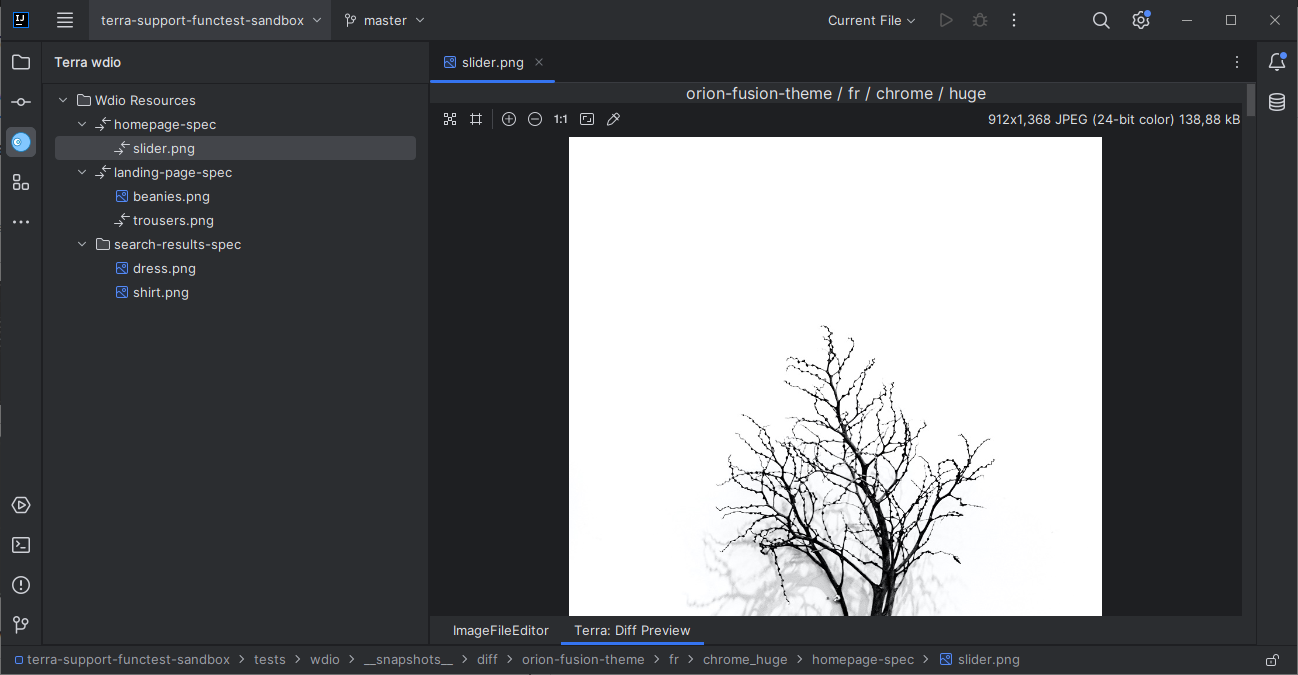 IJ
terra-support-functest-sandbox
master
Current File
Terra wdio
slider.png
Wdio Resources
homepage-spec
slider.png
landing-page-spec
beanies.png
trousers.png
search-results-spec
dress.png
shirt.png
orion-fusion-theme / fr / chrome / huge
1:1
912x1,368 JPEG (24-bit color) 138,88 kB
ImageFileEditor
Terra: Diff Preview
terra-support-functest-sandbox > tests > wdio > __snapshots__ > diff > orion-fusion-theme > fr > chrome_huge > homepage-spec > slider.png